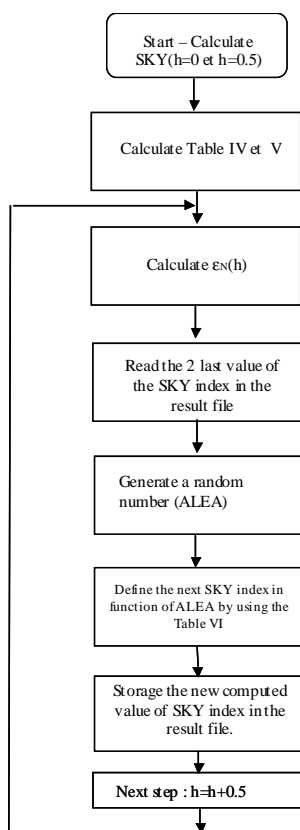 Start – Calculate
SKY(h=0 et h=0.5)
Calculate Table IV et V
Calculate εN(h)
Read the 2 last value of
the SKY index in the
result file
Generate a random
number (ALEA)
Define the next SKY index in
function of ALEA by using the
Table VI
Storage the new computed
value of SKY index in the
result file.
Next step : h=h+0.5